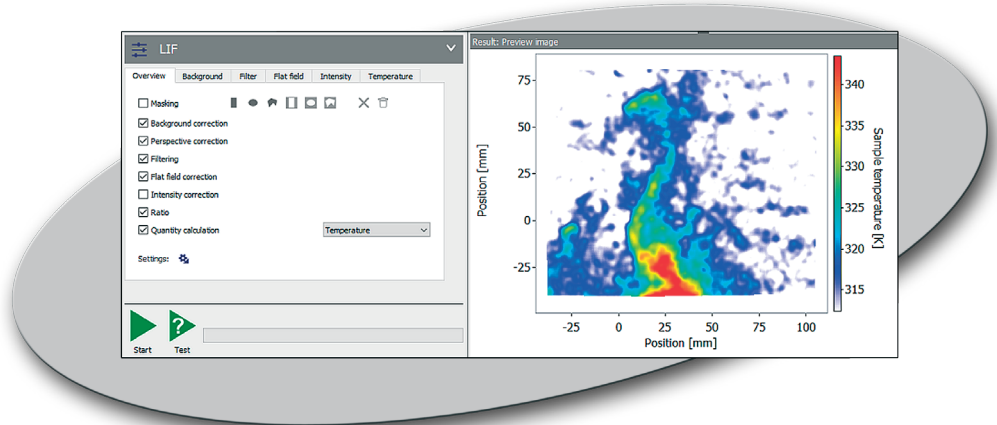 LIF
Overview Background Filter Flat field Intensity Temperature
Masking
Background correction
Perspective correction
Filtering
Flat field correction
Intensity correction
Ratio
Quantity calculation Temperature
Settings:
Start Test
Result: Preview image
75
50
25
0
-25
Position [mm]
-25 0 25 50 75 100
Position [mm]
340
335
330
325
320
315
Sample temperature [K]